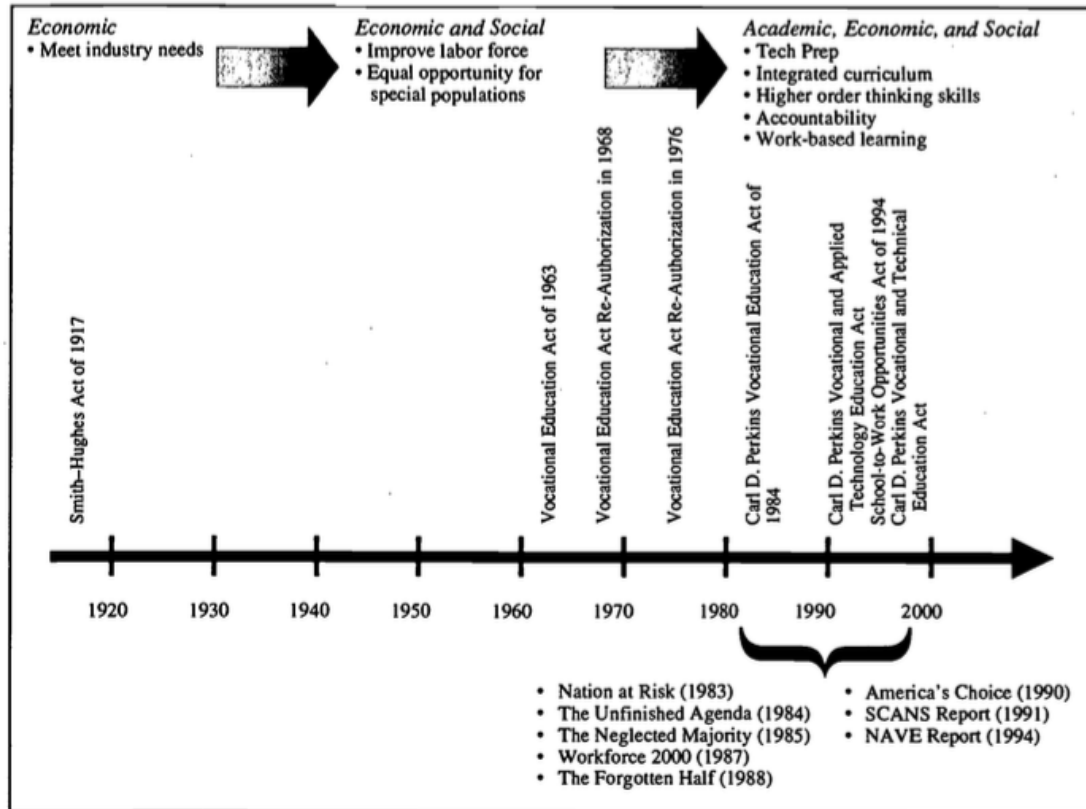 Economic
• Meet industry needs
Economic and Social
• Improve labor force
• Equal opportunity for
special populations
Academic, Economic, and Social
• Tech Prep
• Integrated curriculum
• Higher order thinking skills
• Accountability
• Work-based learning
Smith–Hughes Act of 1917
Vocational Education Act of 1963
Vocational Education Act Re-Authorization in 1968
Vocational Education Act Re-Authorization in 1976
Carl D. Perkins Vocational Education Act of
1984
Carl D. Perkins Vocational and Applied
Technology Education Act
School-to-Work Opportunities Act of 1994
Carl D. Perkins Vocational and Technical
Education Act
1920
1930
1940
1950
1960
1970
1980
1990
2000
• Nation at Risk (1983)
• The Unfinished Agenda (1984)
• The Neglected Majority (1985)
• Workforce 2000 (1987)
• The Forgotten Half (1988)
• America's Choice (1990)
• SCANS Report (1991)
• NAVE Report (1994)